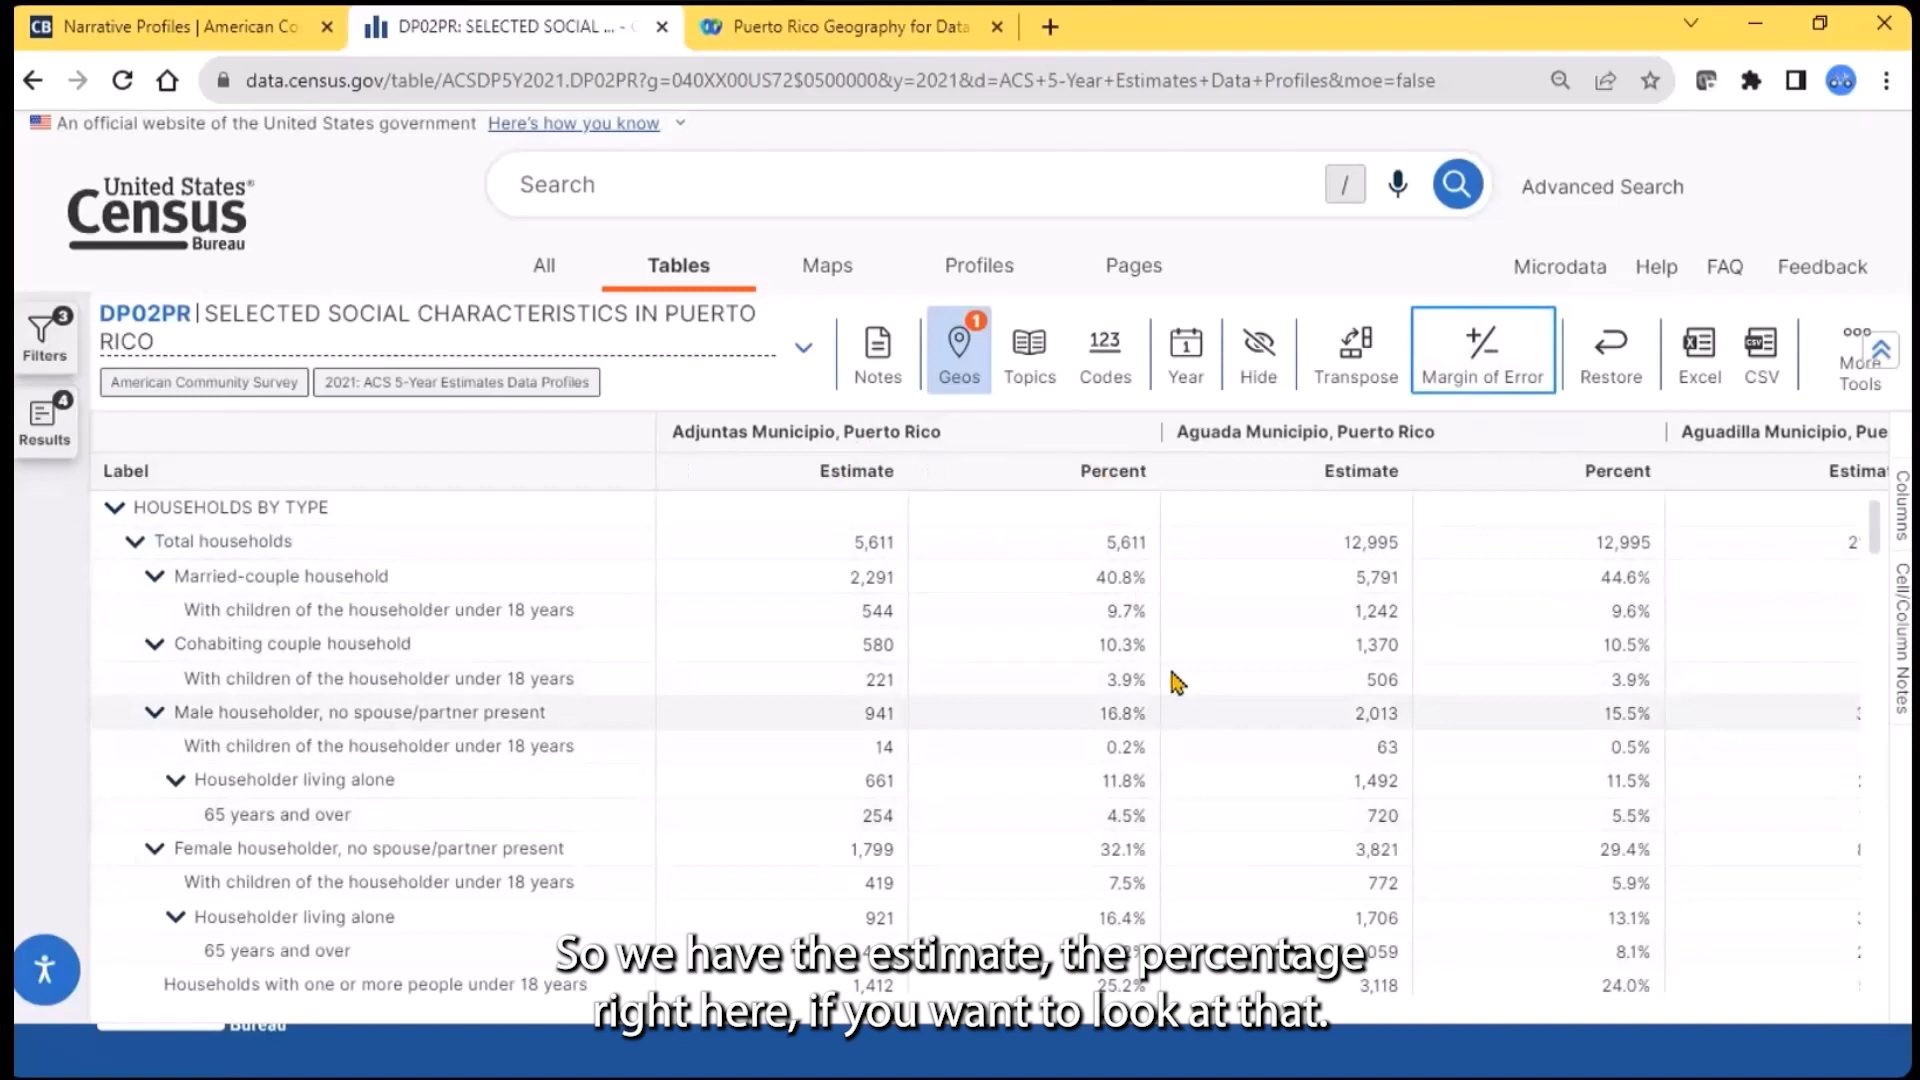 CB Narrative Profiles | American Co
DP02PR: SELECTED SOCIAL ... -
Puerto Rico Geography for Data
data.census.gov/table/ACSDP5Y2021.DP02PR?g=040XX00US72$0500000&y=2021&d=ACS+5-Year+Estimates+Data+Profiles&moe=false
An official website of the United States government Here's how you know
United States® Census Bureau
Search /
Advanced Search
All Tables Maps Profiles Pages
Microdata Help FAQ Feedback
3 Filters
4 Results
DP02PR | SELECTED SOCIAL CHARACTERISTICS IN PUERTO
RICO
American Community Survey 2021: ACS 5-Year Estimates Data Profiles
Notes 1 Geos Topics 123 Codes 1 Year Hide Transpose Margin of Error Restore Excel CSV More Tools
Adjuntas Municipio, Puerto Rico Aguada Municipio, Puerto Rico Aguadilla Municipio, Pue
Label Estimate Percent Estimate Percent Estima
HOUSEHOLDS BY TYPE
Total households 5,611 5,611 12,995 12,995 2
Married-couple household 2,291 40.8% 5,791 44.6%
With children of the householder under 18 years 544 9.7% 1,242 9.6%
Cohabiting couple household 580 10.3% 1,370 10.5%
With children of the householder under 18 years 221 3.9% 506 3.9%
Male householder, no spouse/partner present 941 16.8% 2,013 15.5%
With children of the householder under 18 years 14 0.2% 63 0.5%
Householder living alone 661 11.8% 1,492 11.5%
65 years and over 254 4.5% 720 5.5%
Female householder, no spouse/partner present 1,799 32.1% 3,821 29.4%
With children of the householder under 18 years 419 7.5% 772 5.9%
Householder living alone 921 16.4% 1,706 13.1%
65 years and over 059 8.1%
Households with one or more people under 18 years 1,412 25.2% 3,118 24.0%
Columns
Cell/Column Notes
So we have the estimate, the percentage
right here, if you want to look at that.
Bureau